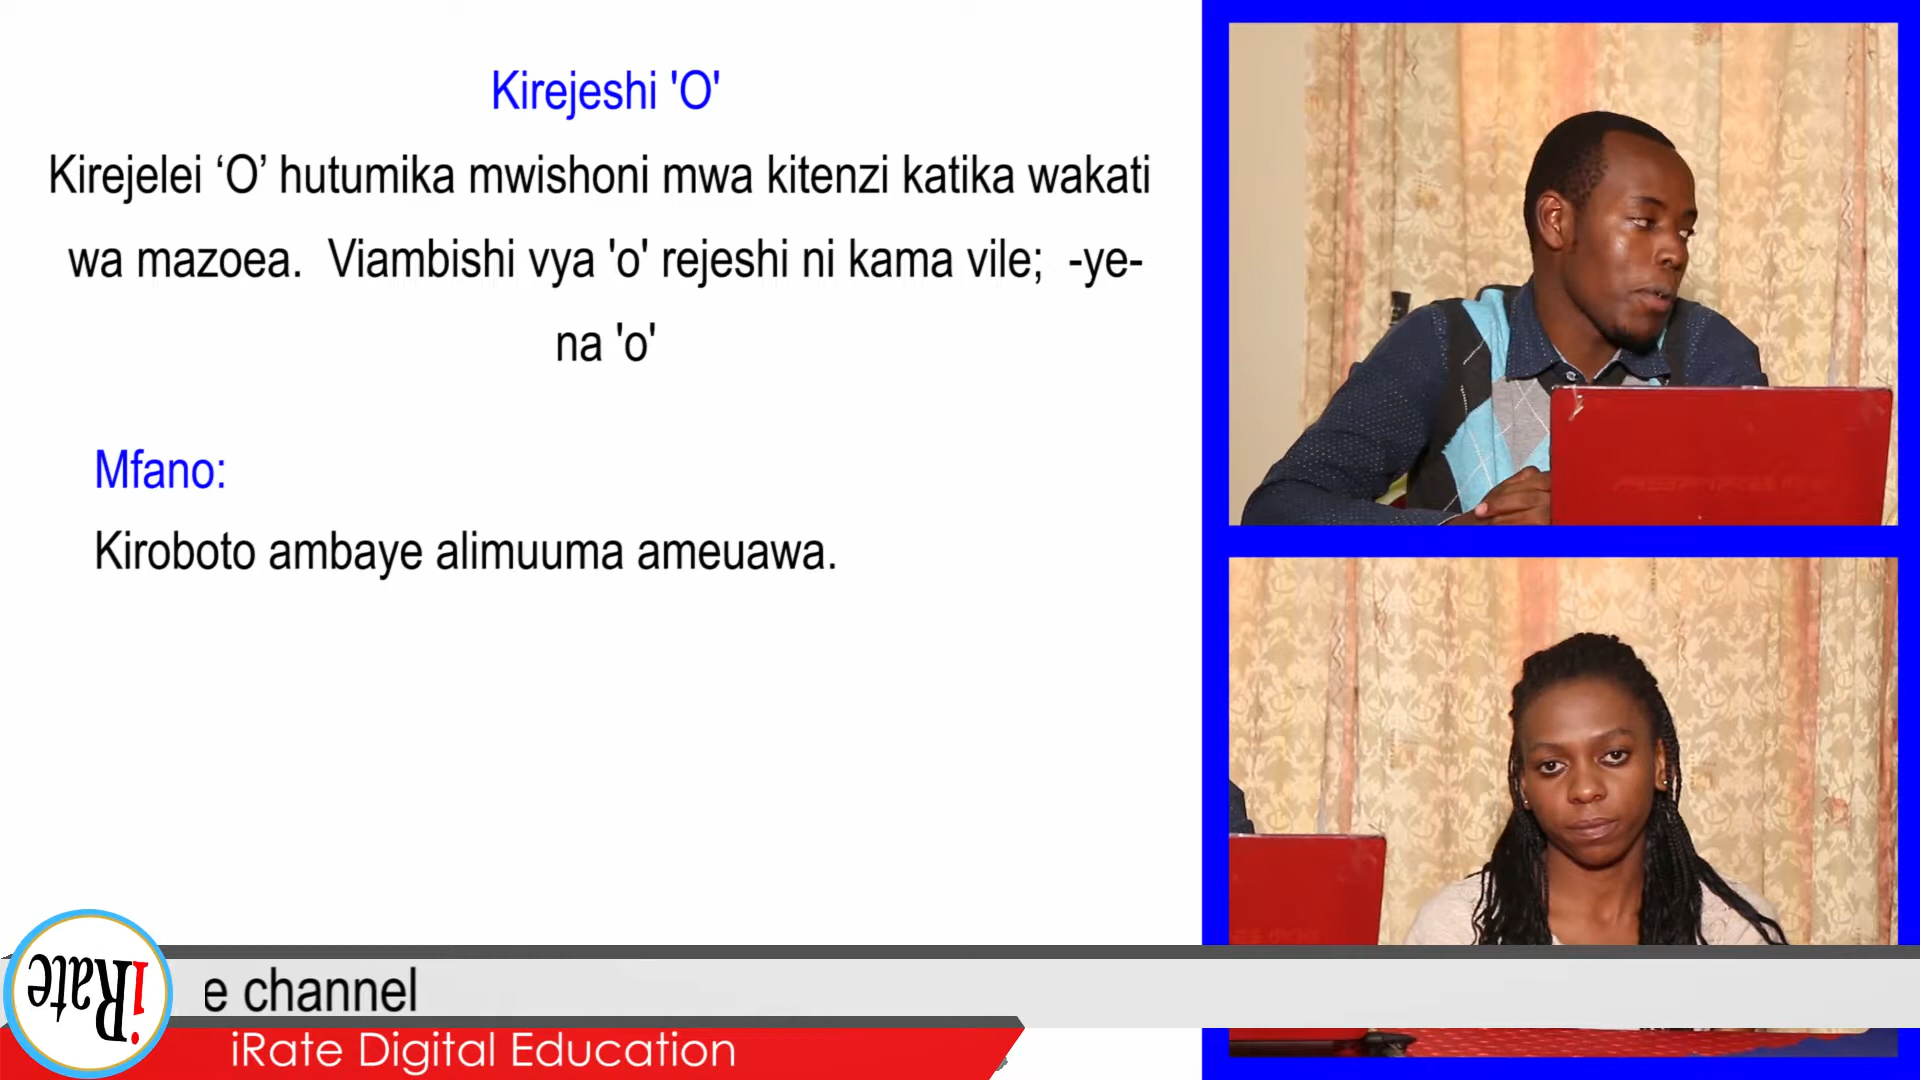 Kirejeshi 'O'
Kirejelei ‘O’ hutumika mwishoni mwa kitenzi katika wakati
wa mazoea.  Viambishi vya 'o' rejeshi ni kama vile;  -ye-
na 'o'
Mfano:
Kiroboto ambaye alimuuma ameuawa.
iRate
e channel
iRate Digital Education